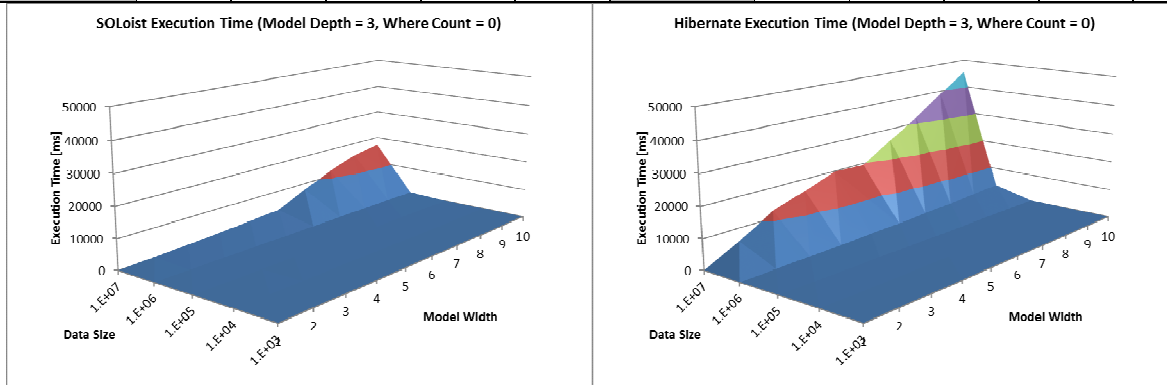 SOLoist Execution Time (Model Depth = 3, Where Count = 0)
Execution Time [ms]
50000
40000
30000
20000
10000
0
1.E+07
1.E+06
1.E+05
1.E+04
1.E+03
Data Size
2
3
4
5
6
7
8
9
10
Model Width
Hibernate Execution Time (Model Depth = 3, Where Count = 0)
Execution Time [ms]
50000
40000
30000
20000
10000
0
1.E+07
1.E+06
1.E+05
1.E+04
1.E+03
Data Size
2
3
4
5
6
7
8
9
10
Model Width